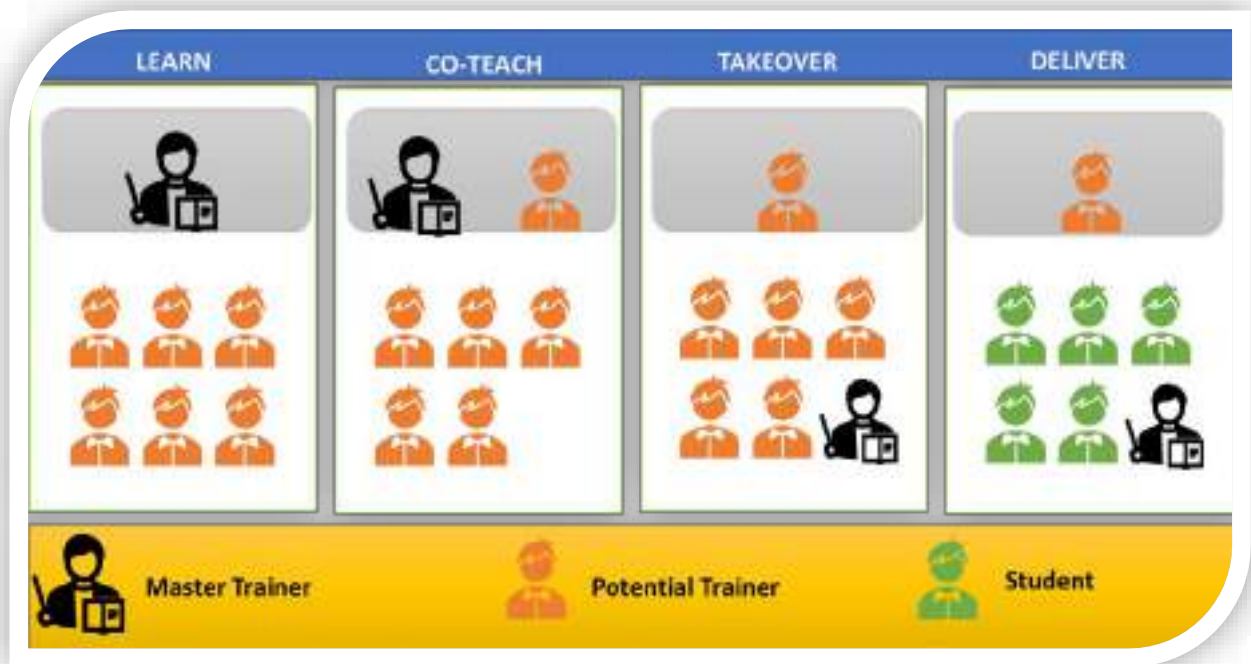 LEARN
CO-TEACH
TAKEOVER
DELIVER
Master Trainer
Potential Trainer
Student